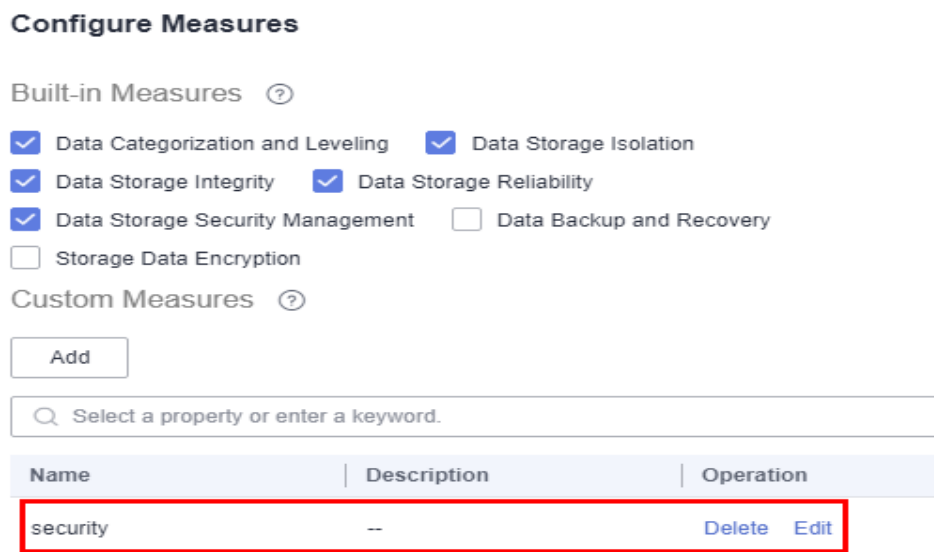 Configure Measures
Built-in Measures ?
Data Categorization and Leveling Data Storage Isolation
Data Storage Integrity Data Storage Reliability
Data Storage Security Management Data Backup and Recovery
Storage Data Encryption
Custom Measures ?
Add
Select a property or enter a keyword.
Name Description Operation
security -- Delete Edit